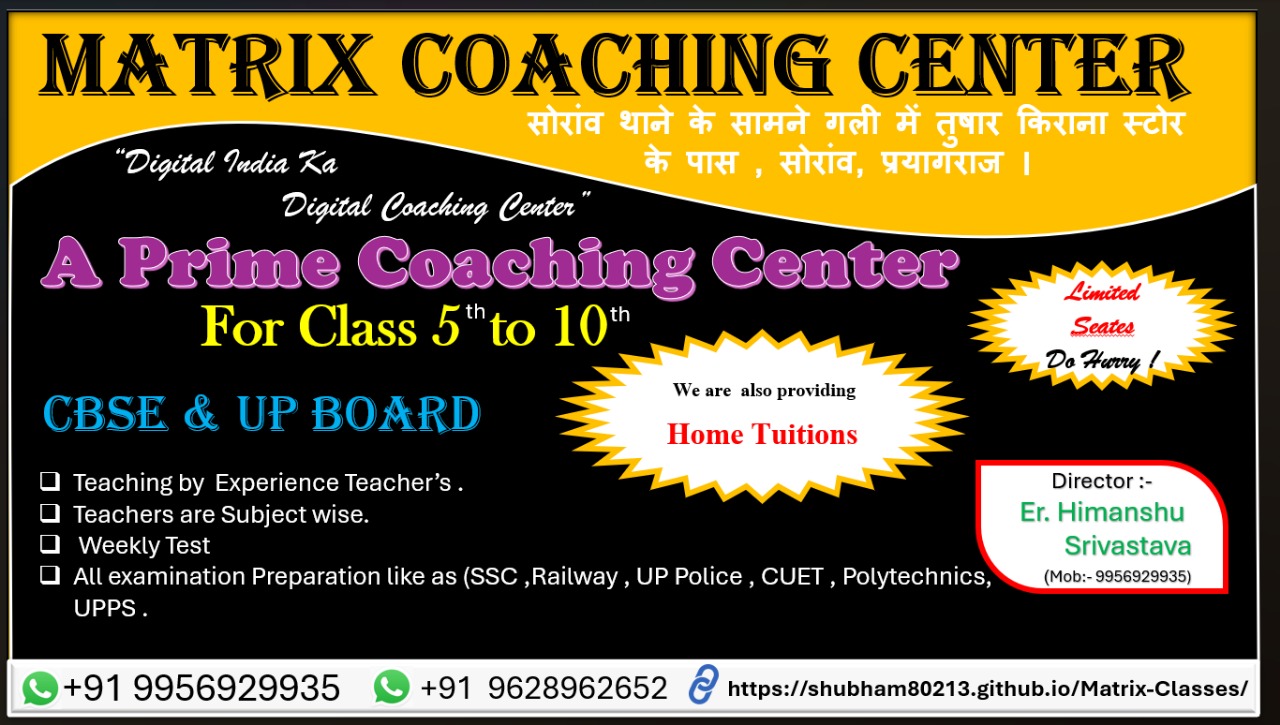 MATRIX COACHING CENTER
सोरांव थाने के सामने गली में तुषार किराना स्टोर
के पास , सोरांव, प्रयागराज ।
“Digital India Ka
Digital Coaching Center”
A Prime Coaching Center
For Class 5th to 10th
Limited
Seates
Do Hurry !
We are also providing
Home Tuitions
CBSE & UP BOARD
Teaching by Experience Teacher’s .
Teachers are Subject wise.
Weekly Test
All examination Preparation like as (SSC ,Railway , UP Police , CUET , Polytechnics,
UPPS .
Director :-
Er. Himanshu
Srivastava
(Mob:- 9956929935)
+91 9956929935 +91 9628962652 https://shubham80213.github.io/Matrix-Classes/